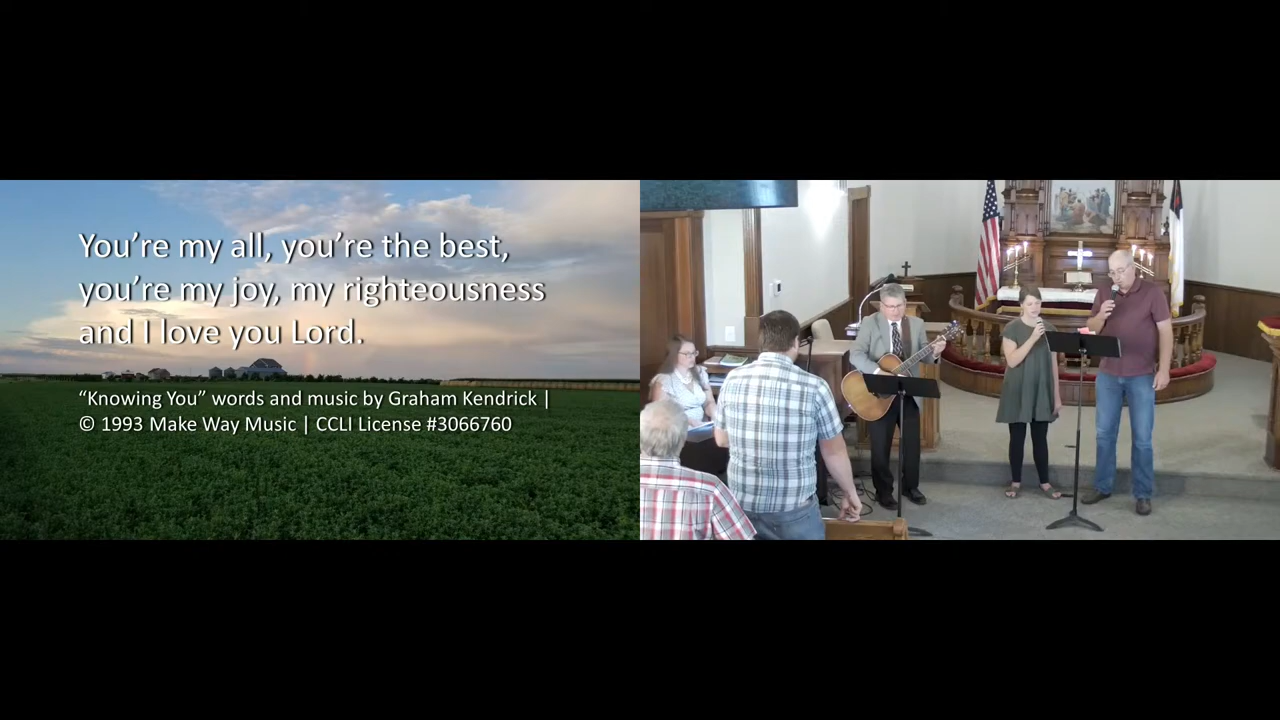 You’re my all, you’re the best,
you’re my joy, my righteousness
and I love you Lord.
“Knowing You” words and music by Graham Kendrick |
© 1993 Make Way Music | CCLI License #3066760